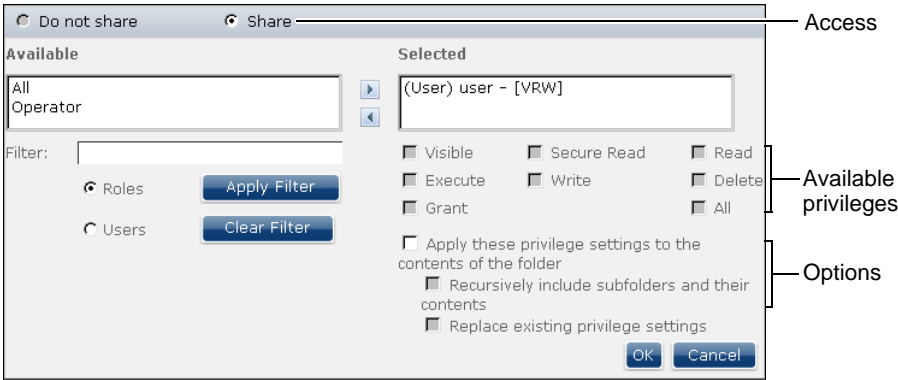 Do not share
Share
Access
Available
Selected
All
Operator
(User) user - [VRW]
Filter:
Visible
Secure Read
Read
Roles
Apply Filter
Execute
Write
Delete
Available
privileges
Grant
All
Users
Clear Filter
Apply these privilege settings to the
contents of the folder
Options
Recursively include subfolders and their
contents
Replace existing privilege settings
OK
Cancel